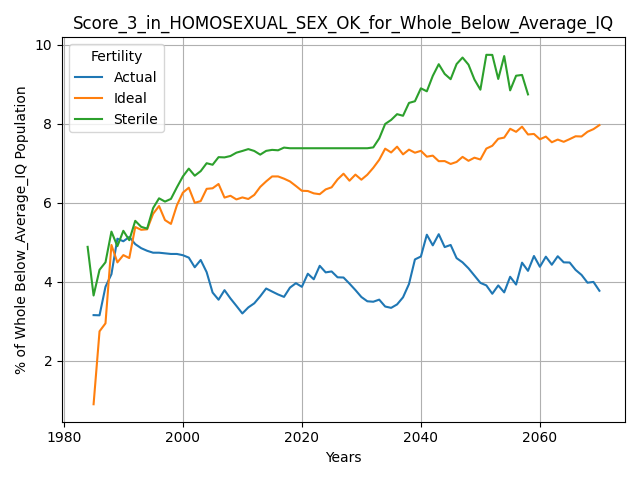 Score_3_in_HOMOSEXUAL_SEX_OK_for_Whole_Below_Average_IQ
Fertility
Actual
Ideal
Sterile
% of Whole Below_Average_IQ Population
10
8
6
4
2
1980
2000
2020
2040
2060
Years